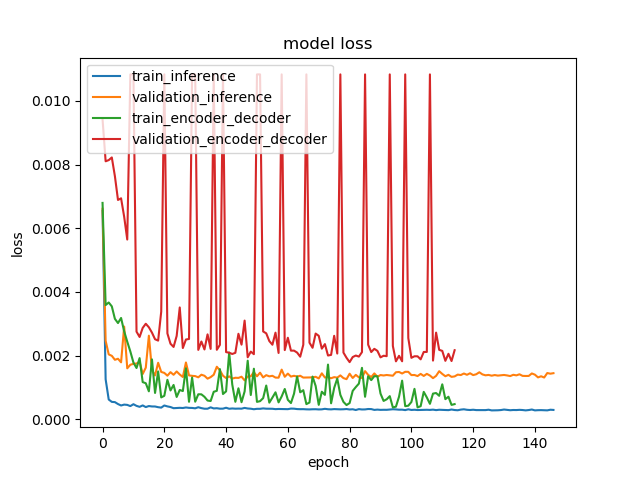 model loss
train_inference
validation_inference
train_encoder_decoder
validation_encoder_decoder
0.010
0.008
0.006
0.004
0.002
0.000
loss
0 20 40 60 80 100 120 140
epoch